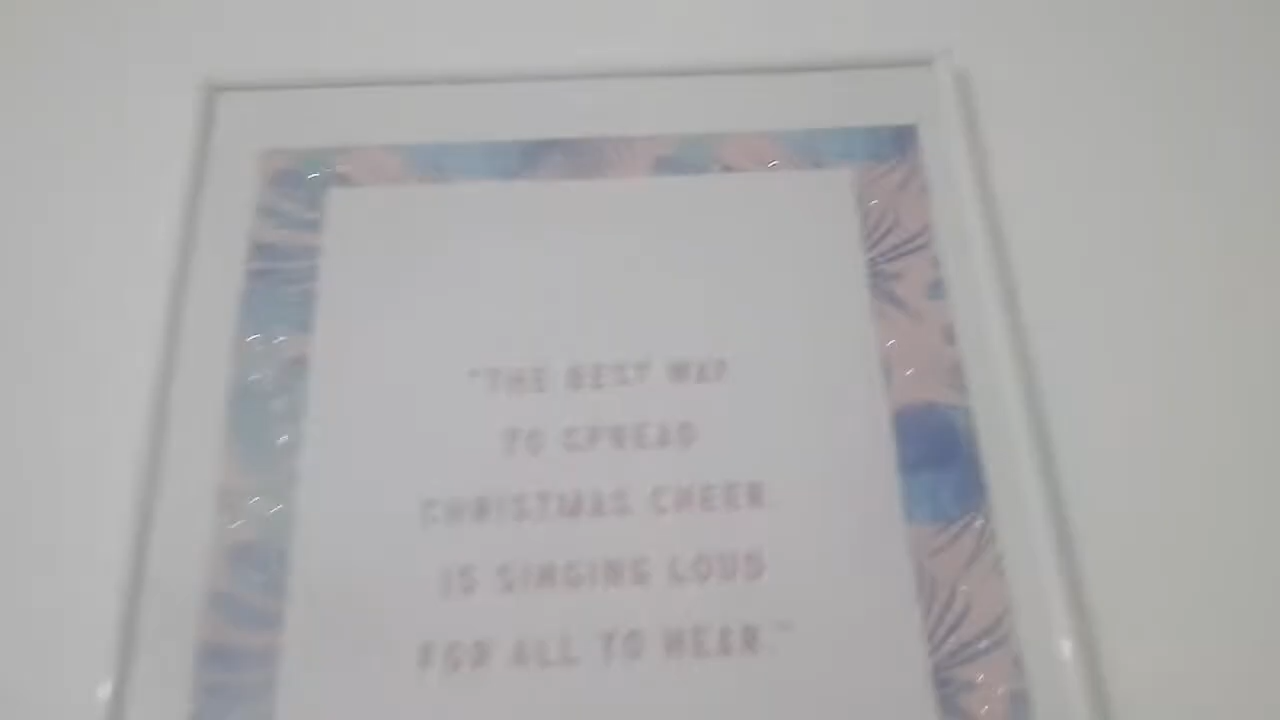 "THE BEST WAY
TO SPREAD
CHRISTMAS CHEER
IS SINGING LOUD
FOR ALL TO HEAR."